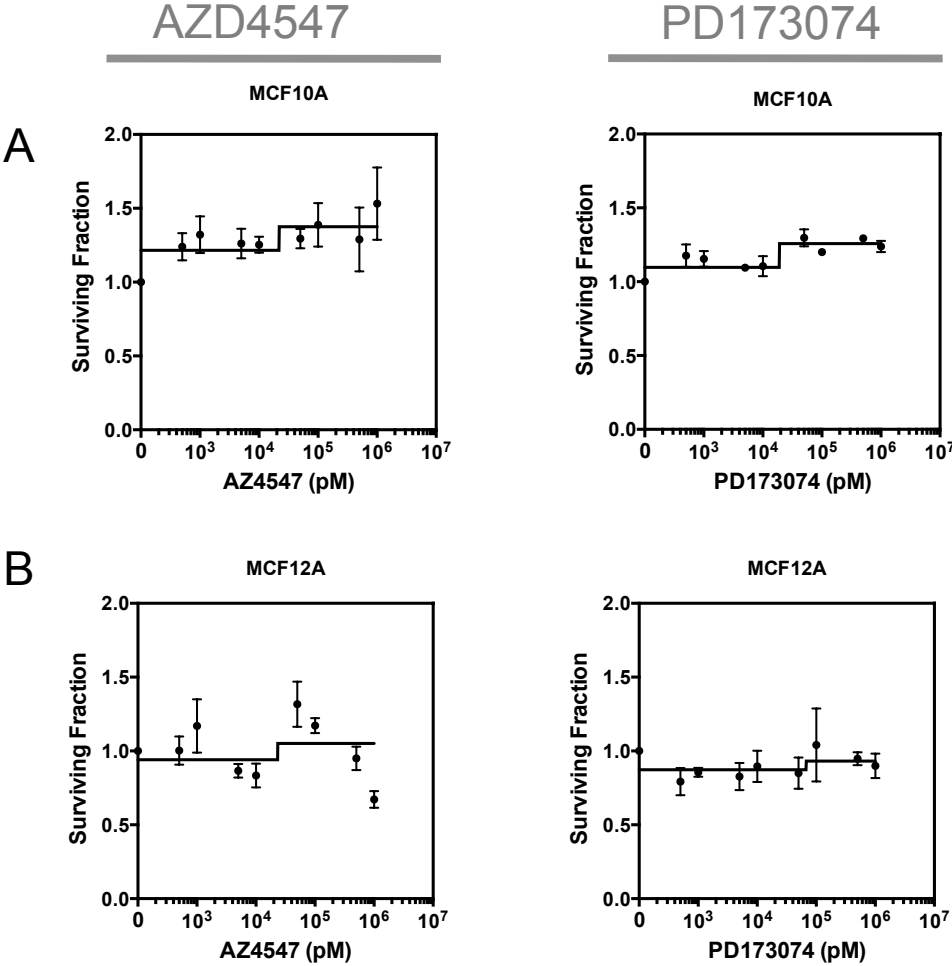 AZD4547 PD173074
A
MCF10A
Surviving Fraction
2.0
1.5
1.0
0.5
0.0
0 10³ 10⁴ 10⁵ 10⁶ 10⁷
AZ4547 (pM)
MCF10A
Surviving Fraction
2.0
1.5
1.0
0.5
0.0
0 10³ 10⁴ 10⁵ 10⁶ 10⁷
PD173074 (pM)
B
MCF12A
Surviving Fraction
2.0
1.5
1.0
0.5
0.0
0 10³ 10⁴ 10⁵ 10⁶ 10⁷
AZ4547 (pM)
MCF12A
Surviving Fraction
2.0
1.5
1.0
0.5
0.0
0 10³ 10⁴ 10⁵ 10⁶ 10⁷
PD173074 (pM)